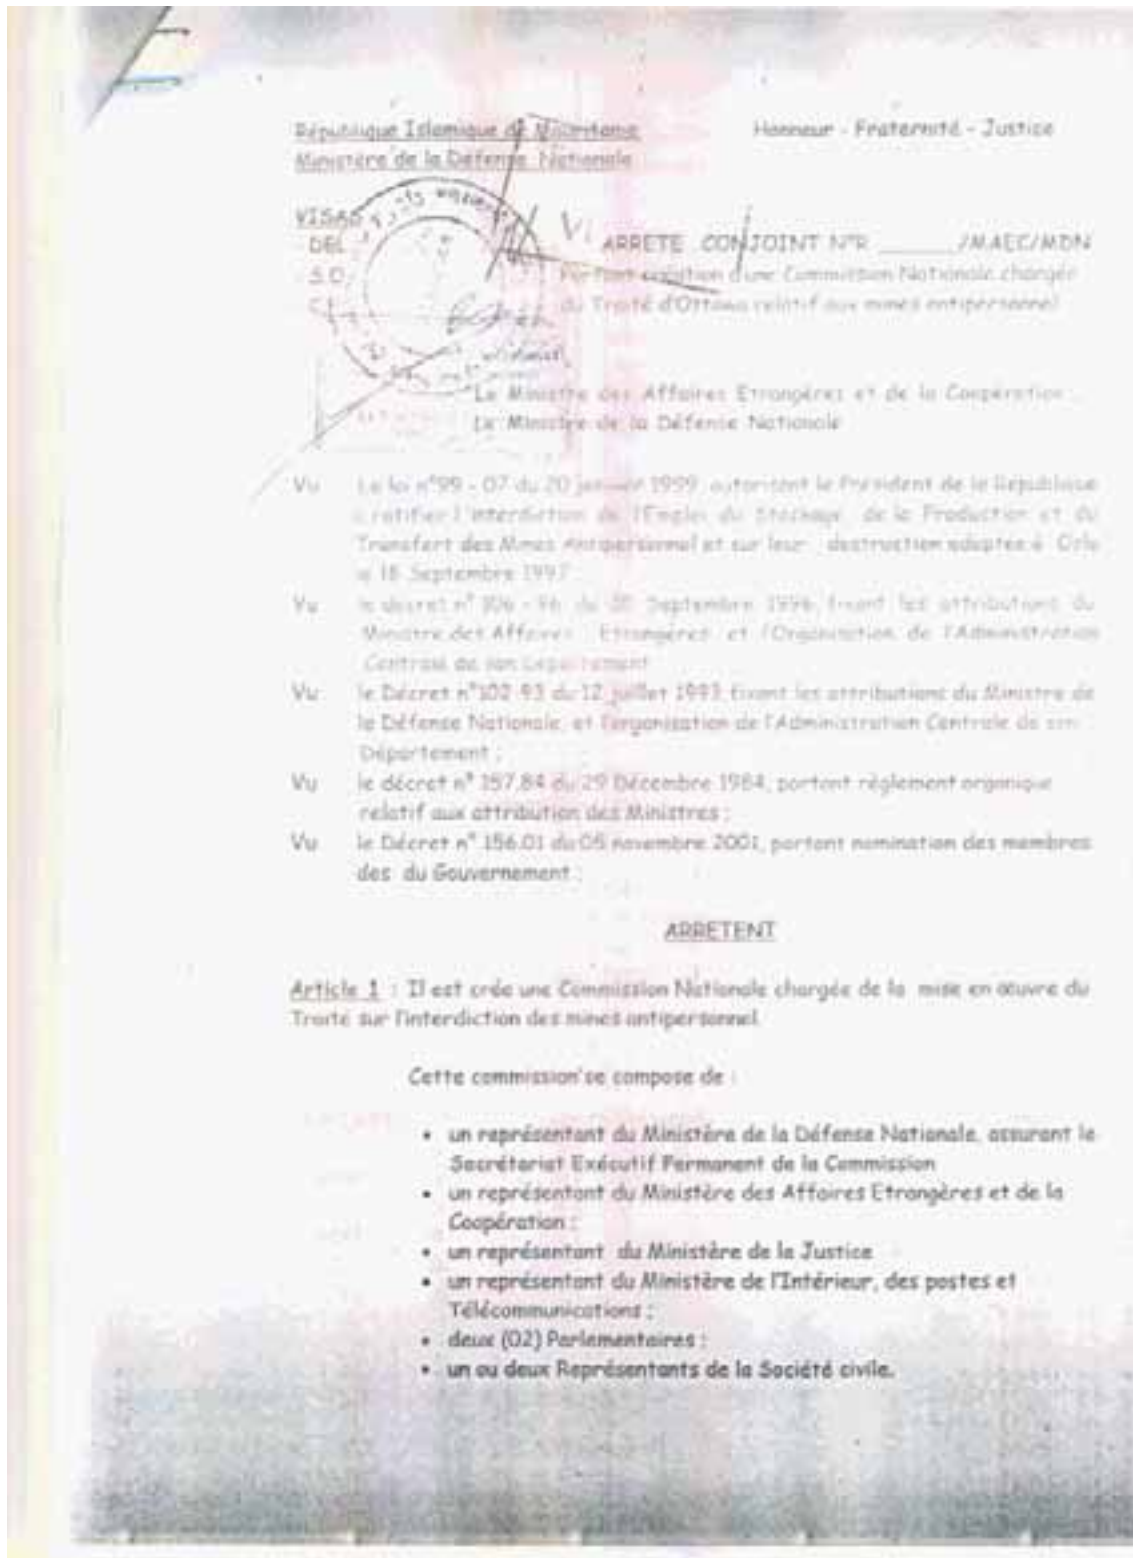 République Islamique de Mauritanie Honneur - Fraternité - Justice
Ministère de la Défense Nationale
VISAS
DEL
S.G
ARRETE CONJOINT N°R ______/MAEC/MDN
Portant création d'une Commission Nationale chargée
du Traité d'Ottawa relatif aux mines antipersonnel
Le Ministre des Affaires Etrangères et de la Coopération
Le Ministre de la Défense Nationale
Vu La loi n°99 - 07 du 20 janvier 1999 autorisant le Président de la République
ratifier l'interdiction de l'Emploi du Stockage de la Production et du
Transfert des Mines Antipersonnel et sur leur destruction adoptée à Oslo
le 18 Septembre 1997
Vu le décret n° Septembre fixant les attributions du
Ministre des Affaires Etrangères et l'Organisation de l'Administration
Centrale de son Département
Vu le Décret n°102 93 du 12 juillet 1993 fixant les attributions du Ministre de
la Défense Nationale, et l'organisation de l'Administration Centrale de son
Département ;
Vu le décret n° 157.84 du 29 Décembre 1984, portant règlement organique
relatif aux attribution des Ministres ;
Vu le Décret n° 156.01 du 05 novembre 2001, portant nomination des membres
des du Gouvernement ;
ARRETENT
Article 1 : Il est crée une Commission Nationale chargée de la mise en œuvre du
Traité sur l'interdiction des mines antipersonnel.
Cette commission se compose de :
• un représentant du Ministère de la Défense Nationale, assurant le
Secrétariat Exécutif Permanent de la Commission
• un représentant du Ministère des Affaires Etrangères et de la
Coopération ;
• un représentant du Ministère de la Justice
• un représentant du Ministère de l'Intérieur, des postes et
Télécommunications ;
• deux (02) Parlementaires ;
• un ou deux Représentants de la Société civile.